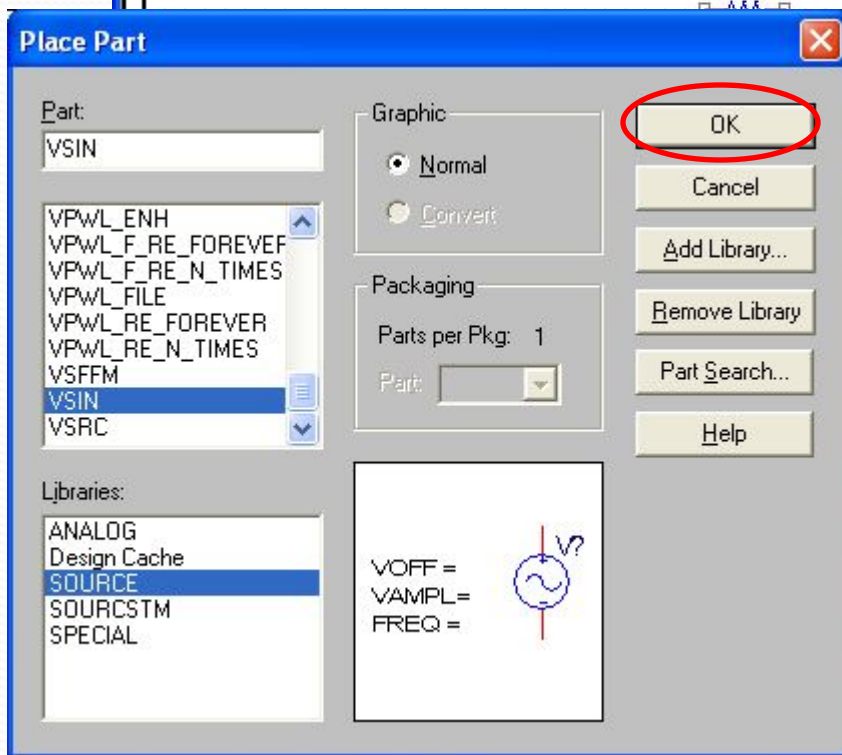 Place Part
Part:
VSIN
VPWL_ENH
VPWL_F_RE_FOREVER
VPWL_F_RE_N_TIMES
VPWL_FILE
VPWL_RE_FOREVER
VPWL_RE_N_TIMES
VSFFM
VSIN
VSRC
Libraries:
ANALOG
Design Cache
SOURCE
SOURCSTM
SPECIAL
Graphic
Normal
Convert
Packaging
Parts per Pkg: 1
Part:
VOFF =
VAMPL=
FREQ =
V?
OK
Cancel
Add Library...
Remove Library
Part Search...
Help